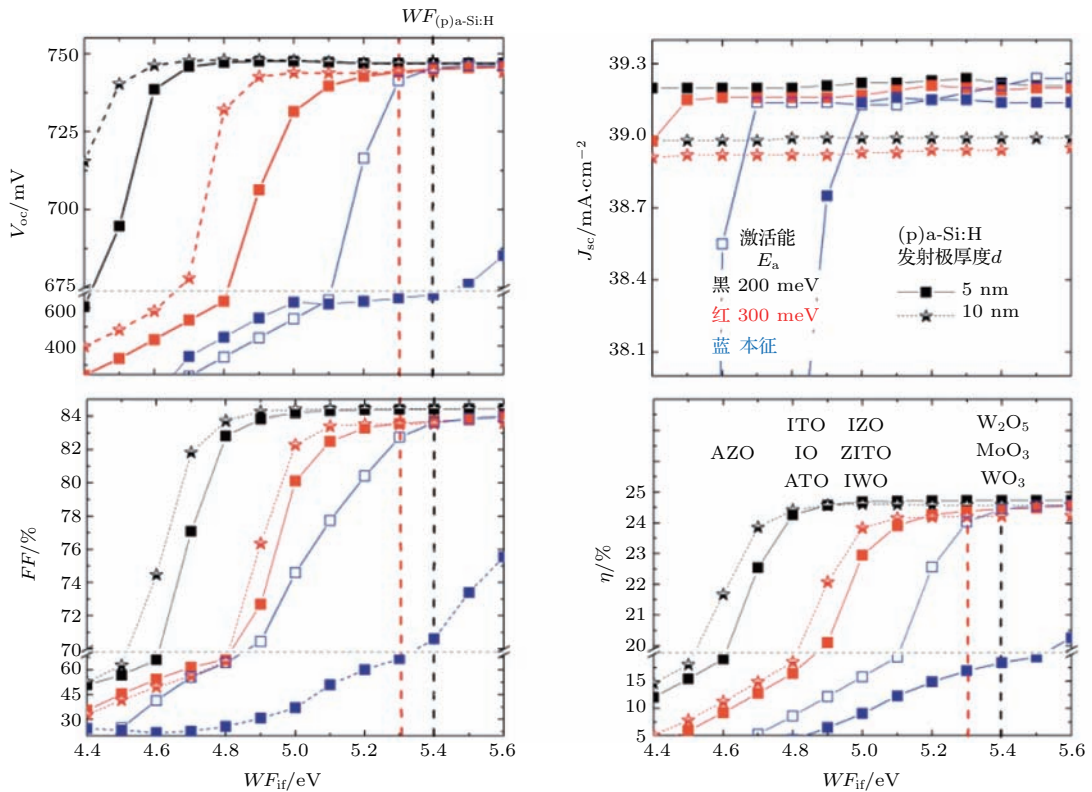 WF(p)a-Si:H
750
725
700
675
600
400
Voc/mV
39.3
39.0
38.7
38.4
38.1
Jsc/mA·cm−2
激活能
Ea
黑 200 meV
红 300 meV
蓝 本征
(p)a-Si:H
发射极厚度d
5 nm
10 nm
84
82
80
78
76
74
72
70
60
45
30
FF/%
4.4 4.6 4.8 5.0 5.2 5.4 5.6
WFif/eV
AZO
ITO
IO
ATO
IZO
ZITO
IWO
W2O5
MoO3
WO3
25
24
23
22
21
20
15
10
5
η/%
4.4 4.6 4.8 5.0 5.2 5.4 5.6
WFif/eV